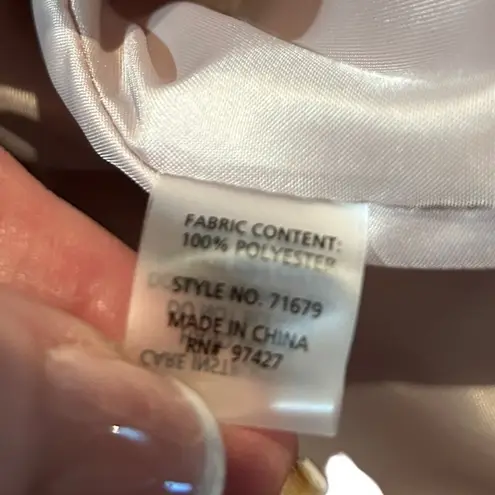 FABRIC CONTENT:
100% POLYESTER
STYLE NO. 71679
MADE IN CHINA
RN# 97427